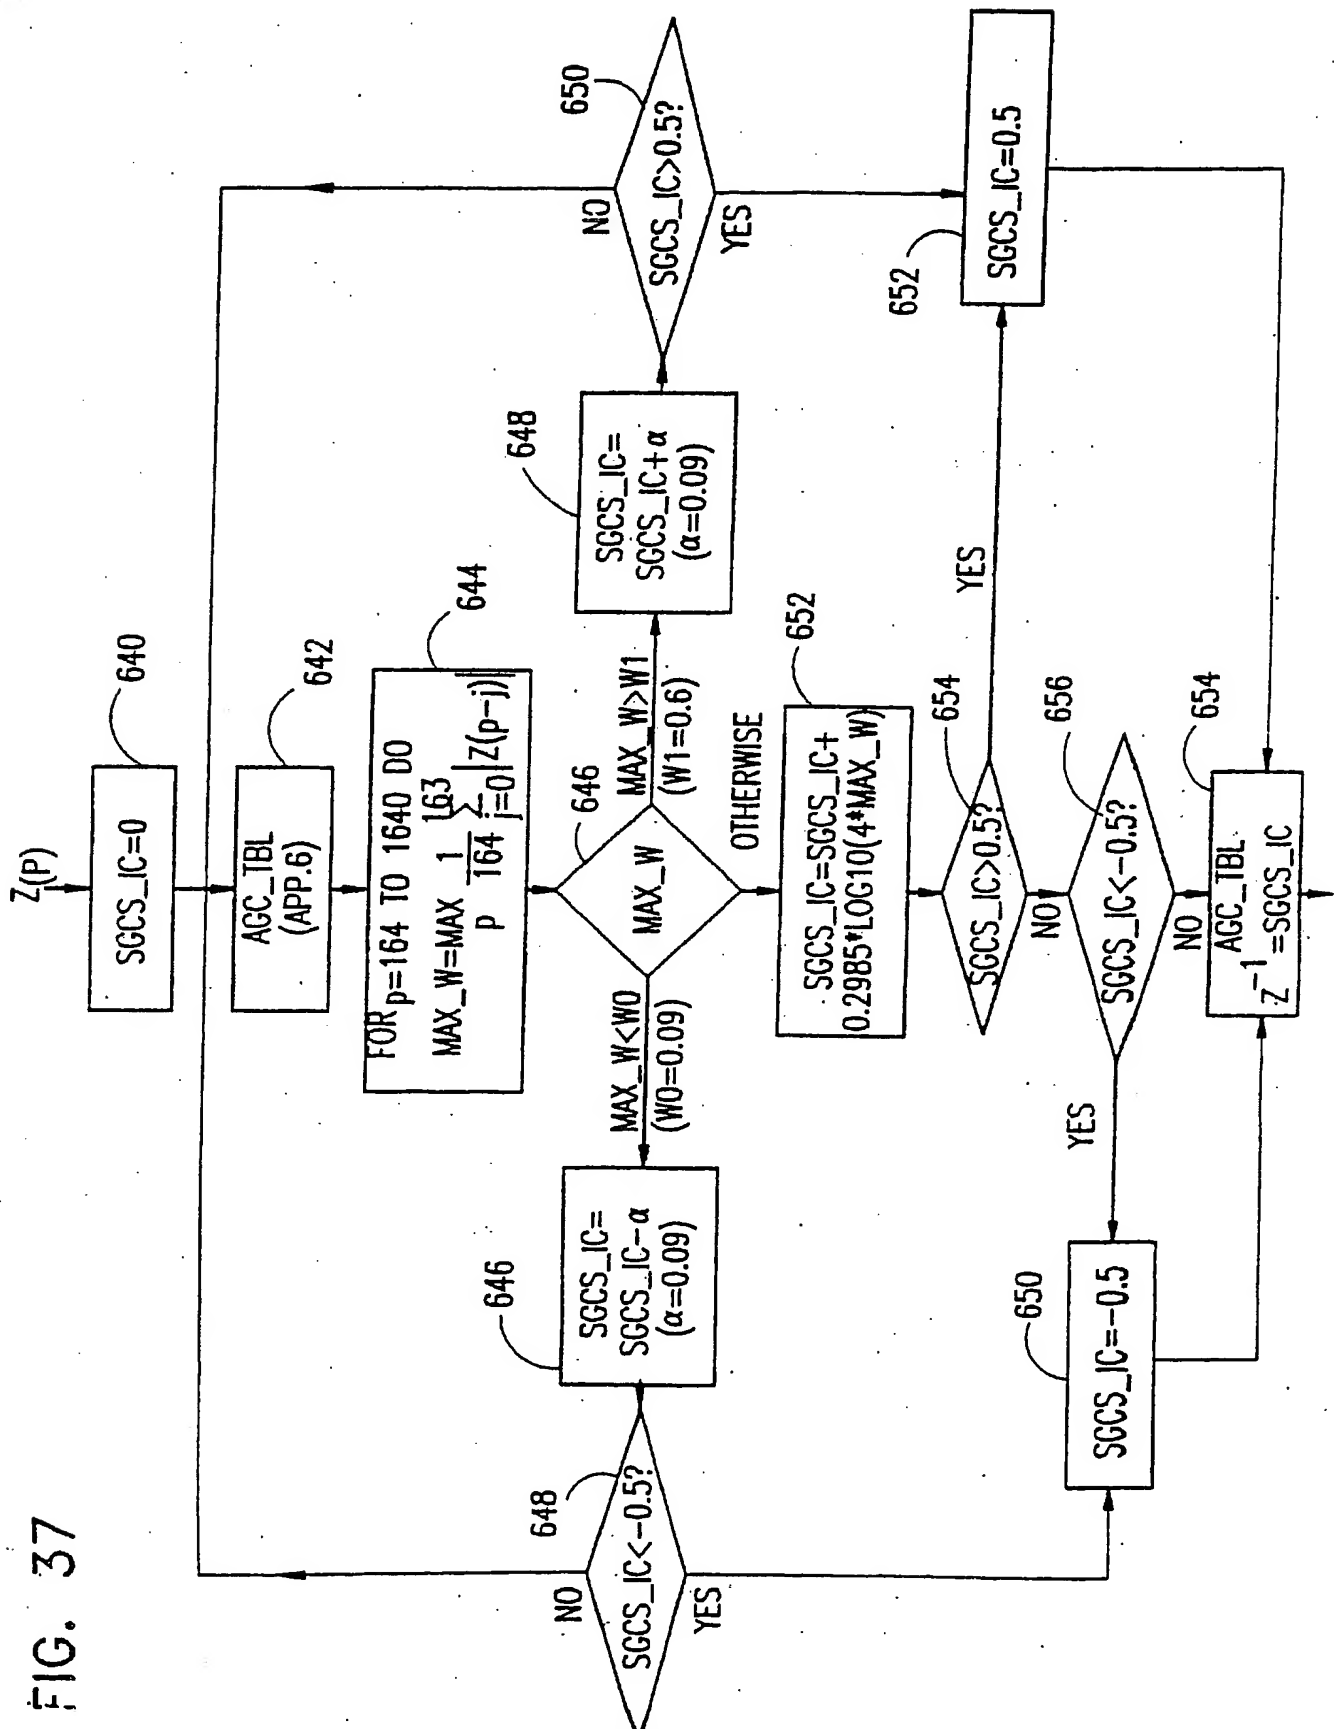 FIG. 37
Z(P)
SGCS_IC=0
640
AGC_TBL
(APP.6)
642
FOR p=164 TO 1640 DO
MAX_W=MAX 1 163
p 164 Σ |Z(p-j)|
j=0
644
MAX_W
646
MAX_W<W0
(W0=0.09)
MAX_W>W1
(W1=0.6)
OTHERWISE
SGCS_IC=
SGCS_IC-α
(α=0.09)
646
SGCS_IC=
SGCS_IC+α
(α=0.09)
648
SGCS_IC<-0.5?
648
NO
YES
SGCS_IC>0.5?
650
NO
YES
SGCS_IC=SGCS_IC+
0.2985*LOG10(4*MAX_W)
652
SGCS_IC>0.5?
654
YES
NO
SGCS_IC<-0.5?
656
YES
NO
SGCS_IC=-0.5
650
SGCS_IC=0.5
652
AGC_TBL
Z⁻¹=SGCS_IC
654